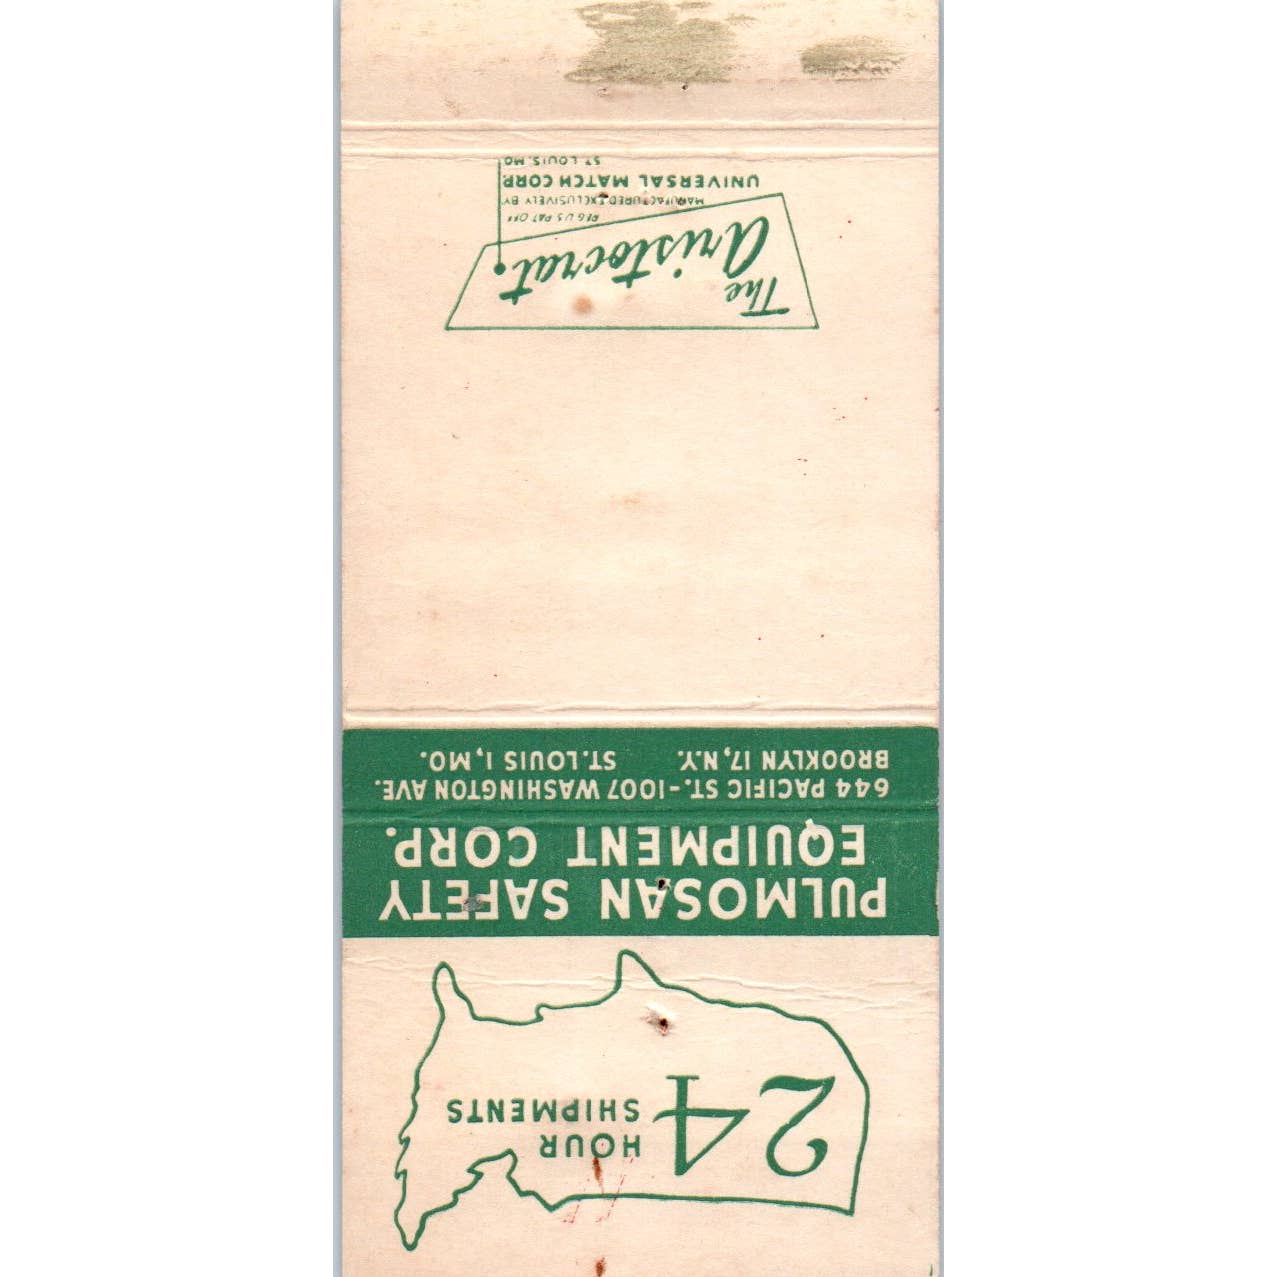 24 HOUR
SHIPMENTS
PULMOSAN SAFETY
EQUIPMENT CORP.
644 PACIFIC ST.-1007 WASHINGTON AVE.
BROOKLYN 17, N.Y. ST. LOUIS 1, MO.
The
Aristocrat
REG U S PAT OFF
MANUFACTURED EXCLUSIVELY BY
UNIVERSAL MATCH CORP.
ST LOUIS, MO